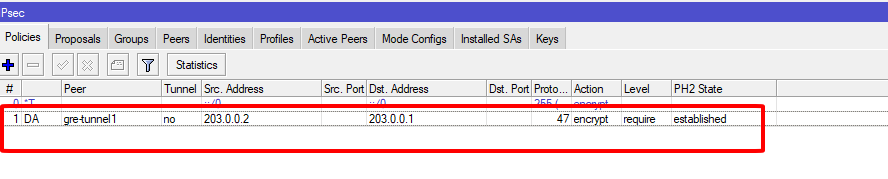 Psec
Policies Proposals Groups Peers Identities Profiles Active Peers Mode Configs Installed SAs Keys
Statistics
# Peer Tunnel Src. Address Src. Port Dst. Address Dst. Port Proto... Action Level PH2 State
0 *T ::/0 ::/0 255 (... encrypt
1 DA gre-tunnel1 no 203.0.0.2 203.0.0.1 47 encrypt require established